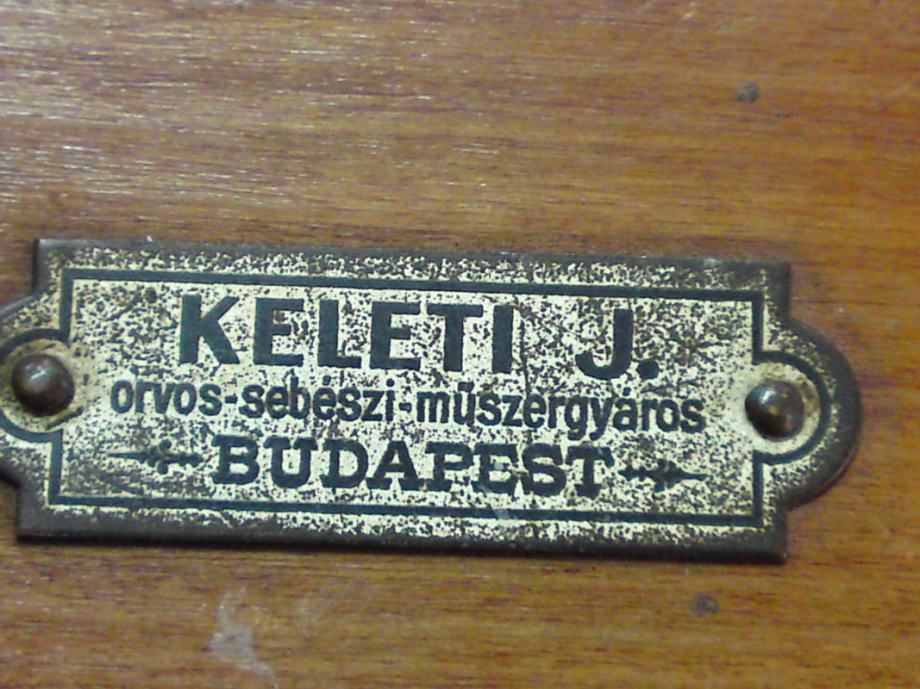 KELETI J.
orvos-sebészi-műszergyáros
BUDAPEST